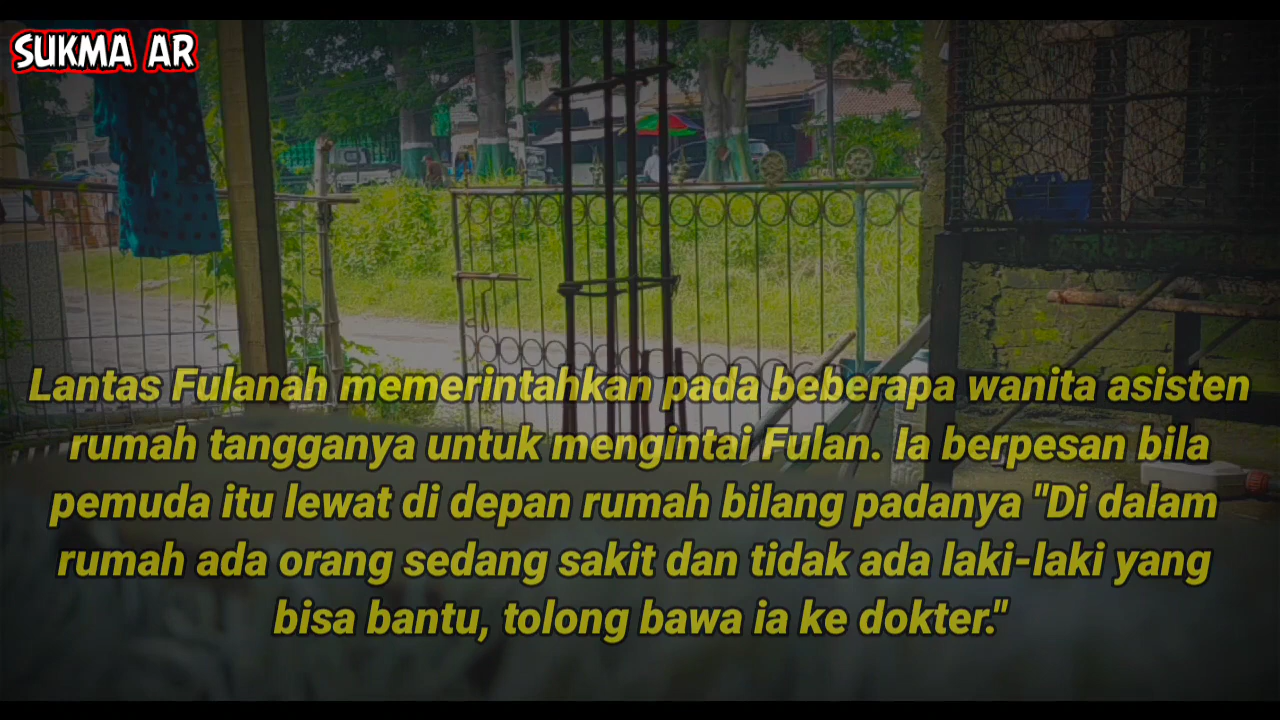 SUKMA AR
Lantas Fulanah memerintahkan pada beberapa wanita asisten
rumah tangganya untuk mengintai Fulan. Ia berpesan bila
pemuda itu lewat di depan rumah bilang padanya "Di dalam
rumah ada orang sedang sakit dan tidak ada laki-laki yang
bisa bantu, tolong bawa ia ke dokter."